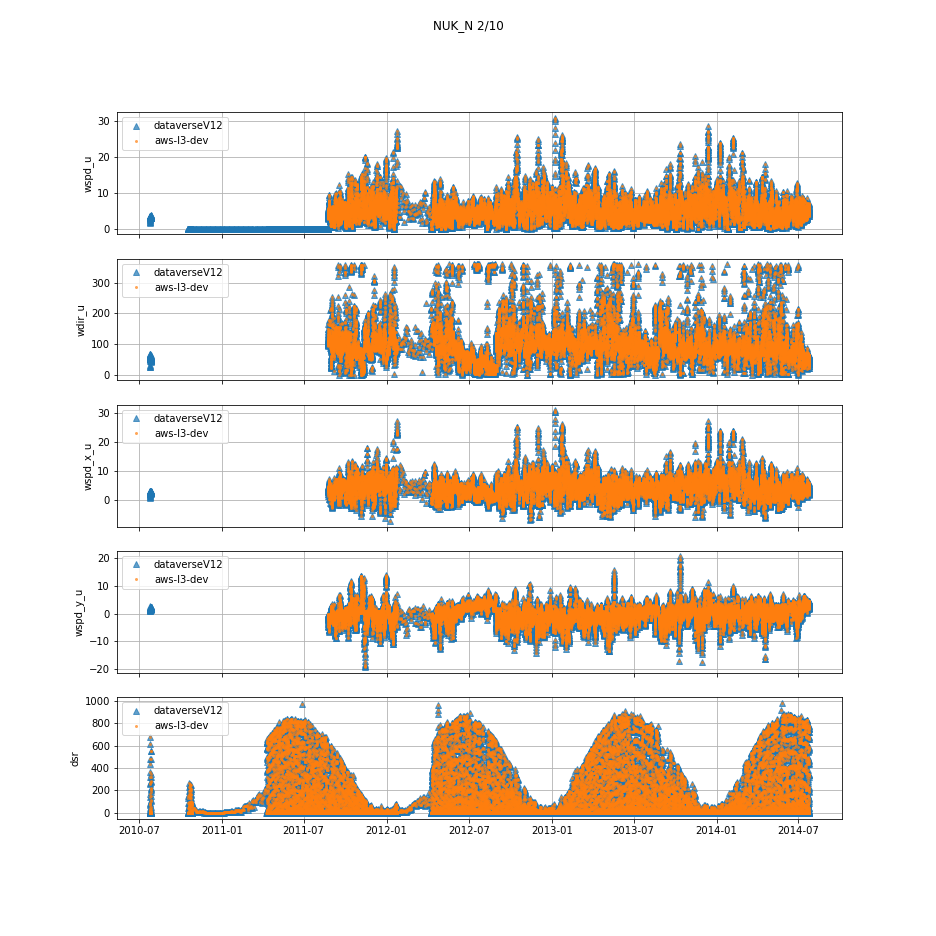 NUK_N 2/10
dataverseV12
aws-l3-dev
wspd_u
30
20
10
0
dataverseV12
aws-l3-dev
wdir_u
300
200
100
0
dataverseV12
aws-l3-dev
wspd_x_u
30
20
10
0
dataverseV12
aws-l3-dev
wspd_y_u
20
10
0
−10
−20
dataverseV12
aws-l3-dev
dsr
1000
800
600
400
200
0
2010-07 2011-01 2011-07 2012-01 2012-07 2013-01 2013-07 2014-01 2014-07